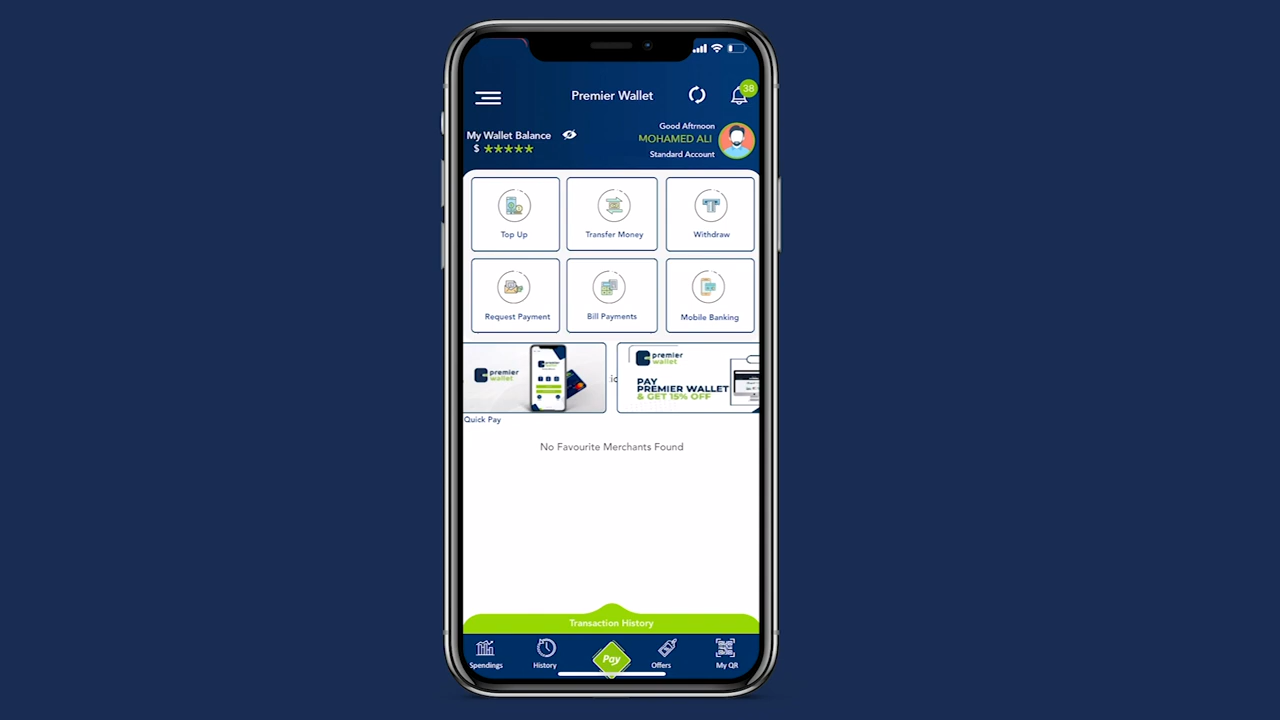 Premier Wallet
38
Good Aftrnoon
My Wallet Balance
MOHAMED ALI
$ *****
Standard Account
Top Up
Transfer Money
Withdraw
Request Payment
Bill Payments
Mobile Banking
premier
wallet
premier
wallet
PAY
PREMIER WALLET
& GET 15% OFF
Quick Pay
No Favourite Merchants Found
Transaction History
Spendings
History
Pay
Offers
My QR